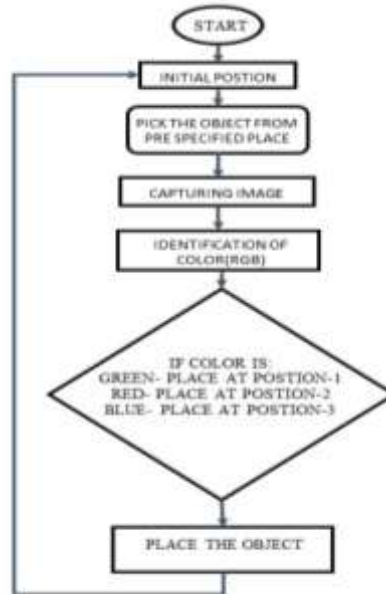 START
INITIAL POSTION
PICK THE OBJECT FROM
PRE SPECIFIED PLACE
CAPTURING IMAGE
IDENTIFICATION OF
COLOR(RGB)
IF COLOR IS:
GREEN- PLACE AT POSTION-1
RED- PLACE AT POSTION-2
BLUE- PLACE AT POSTION-3
PLACE THE OBJECT